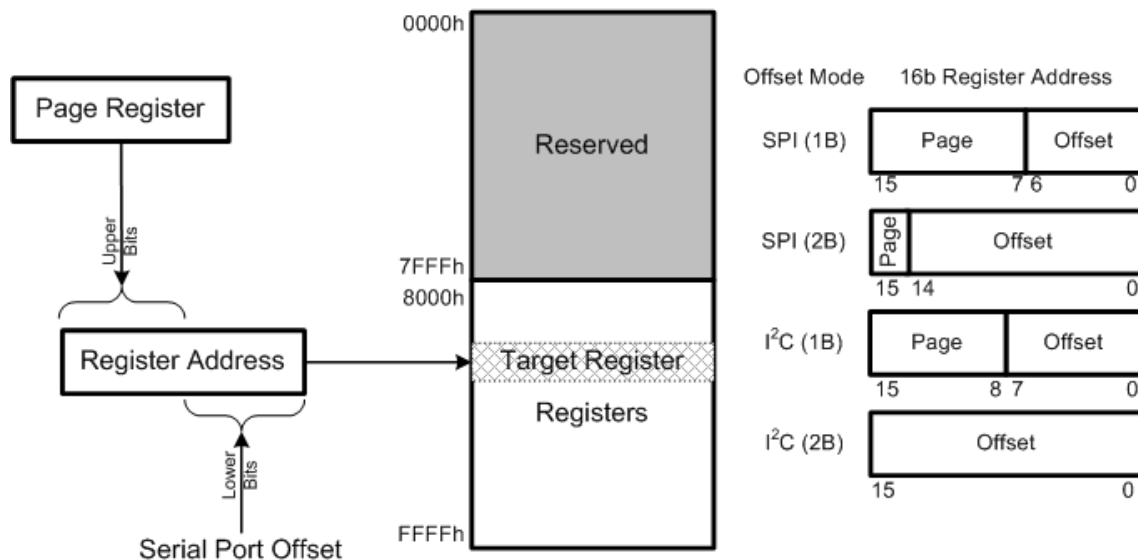 Page Register
Upper
Bits
Register Address
Lower
Bits
Serial Port Offset
0000h
Reserved
7FFFh
8000h
Target Register
Registers
FFFFh
Offset Mode 16b Register Address
SPI (1B) Page Offset
15 7 6 0
SPI (2B) Page Offset
15 14 0
I²C (1B) Page Offset
15 8 7 0
I²C (2B) Offset
15 0